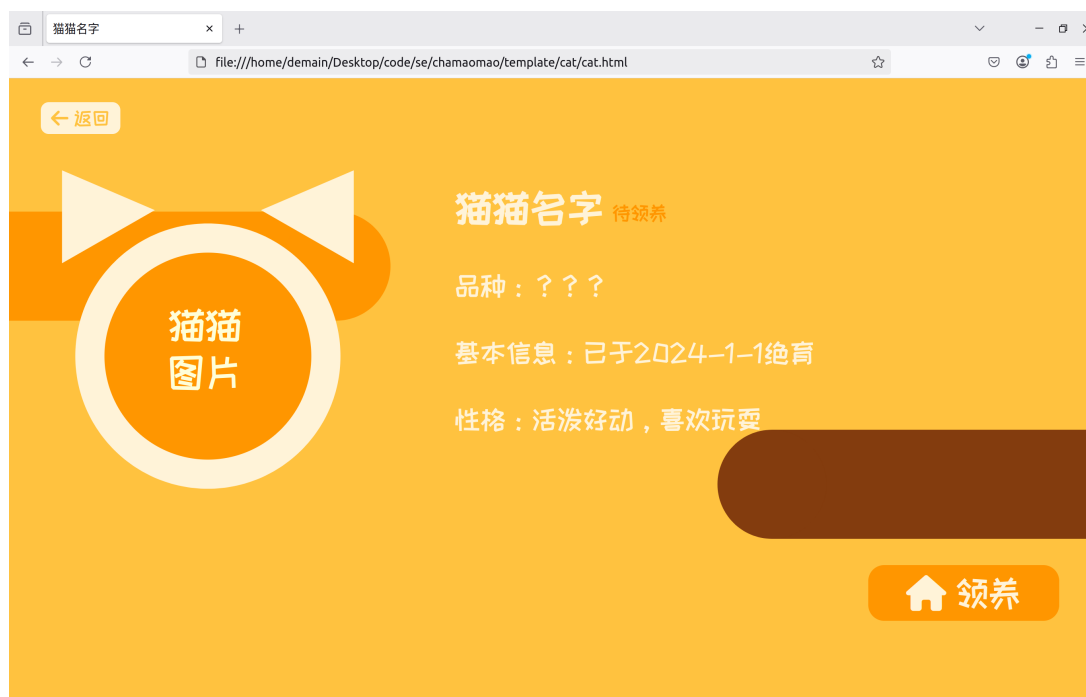 猫猫名字
file:///home/demain/Desktop/code/se/chamaomao/template/cat/cat.html
返回
猫猫名字 待领养
品种：？？？
猫猫
图片
基本信息：已于2024-1-1绝育
性格：活泼好动，喜欢玩耍
领养